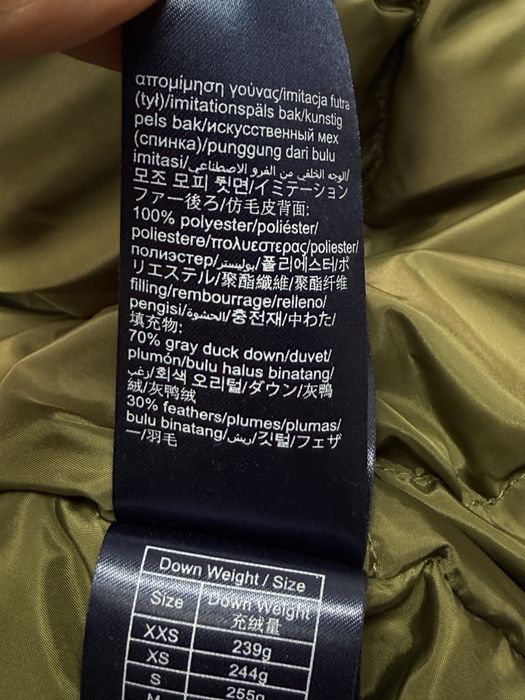 απομίμηση γούνας/imitacja futra
(tył)/imitationspäls bak/kunstig
pels bak/искусственный мех
(спинка)/punggung dari bulu
imitasi/الوجه الخلفي من الفرو الاصطناعي/
모조 모피 뒷면/イミテーション
ファー後ろ/仿毛皮背面:
100% polyester/poliéster/
poliestere/πολυεστερας/poliester/
полиэстер/بوليستر/폴리에스터/ポ
リエステル/聚酯纖維/聚酯纤维
filling/rembourrage/relleno/
pengisi/الحشوة/충전재/中わた/
填充物:
70% gray duck down/duvet/
plumón/bulu halus binatang/
زغب/회색 오리털/ダウン/灰鴨
絨/灰鸭绒
30% feathers/plumes/plumas/
bulu binatang/ريش/깃털/フェザ
ー/羽毛
Down Weight / Size
Size Down Weight
充绒量
XXS 239g
XS 244g
S 255g
M